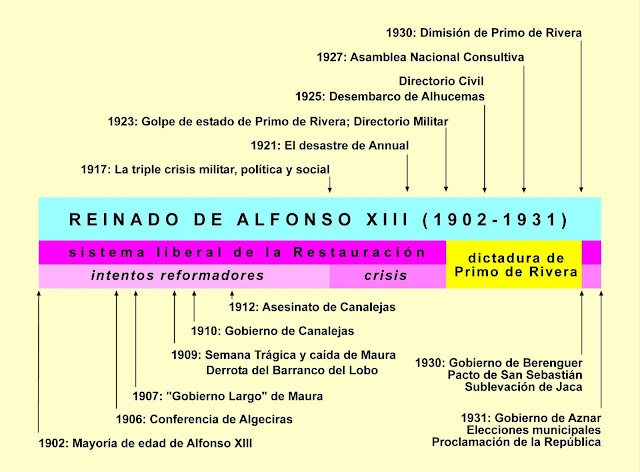 1930: Dimisión de Primo de Rivera
1927: Asamblea Nacional Consultiva
Directorio Civil
1925: Desembarco de Alhucemas
1923: Golpe de estado de Primo de Rivera; Directorio Militar
1921: El desastre de Annual
1917: La triple crisis militar, política y social
REINADO DE ALFONSO XIII (1902-1931)
sistema liberal de la Restauración
dictadura de
Primo de Rivera
intentos reformadores
crisis
1912: Asesinato de Canalejas
1910: Gobierno de Canalejas
1909: Semana Trágica y caída de Maura
Derrota del Barranco del Lobo
1907: "Gobierno Largo" de Maura
1906: Conferencia de Algeciras
1902: Mayoría de edad de Alfonso XIII
1930: Gobierno de Berenguer
Pacto de San Sebastián
Sublevación de Jaca
1931: Gobierno de Aznar
Elecciones municipales
Proclamación de la República